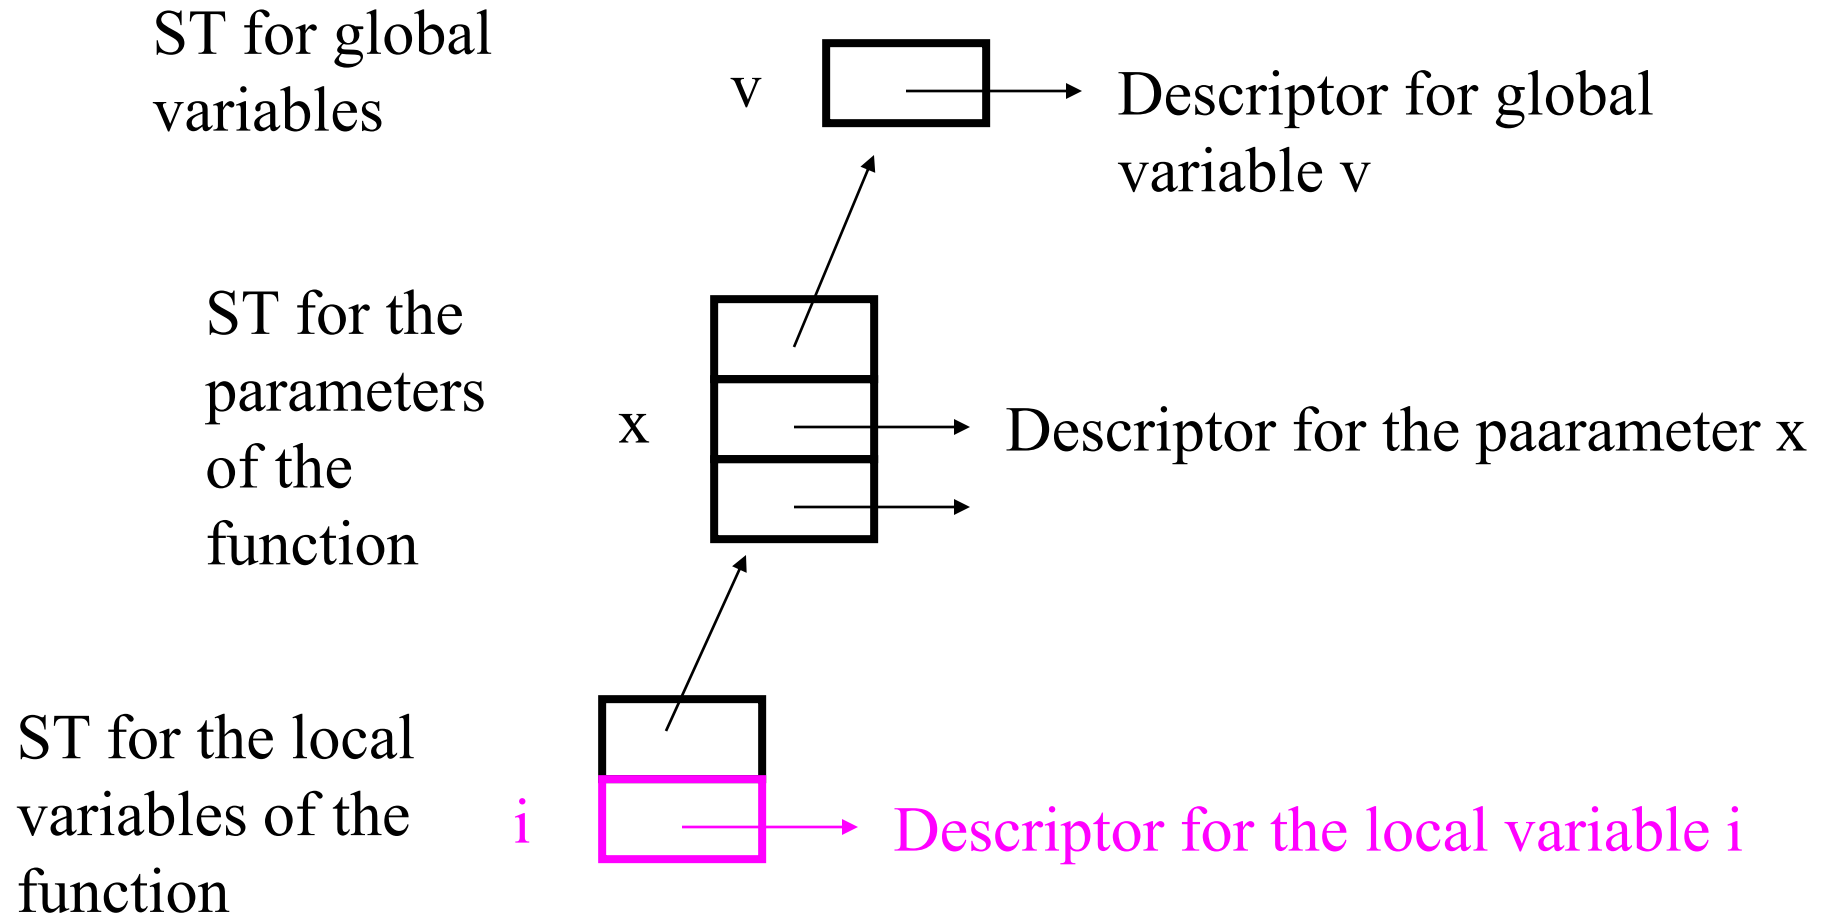 ST for global
variables
v
Descriptor for global
variable v
ST for the
parameters
of the
function
x
Descriptor for the paarameter x
ST for the local
variables of the
function
i
Descriptor for the local variable i